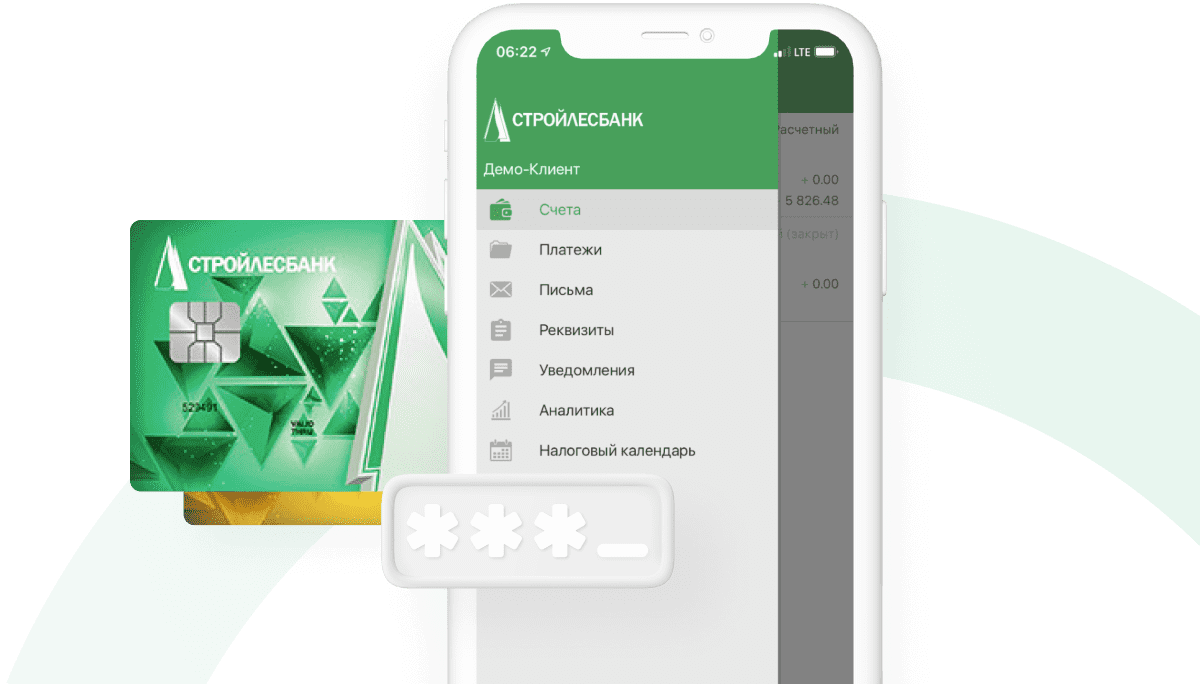 06:22
LTE
СТРОЙЛЕСБАНК
Демо-Клиент
Счета
Платежи
Письма
Реквизиты
Уведомления
Аналитика
Налоговый календарь
Расчетный
+ 0.00
5 826.48
(закрыт)
+ 0.00
СТРОЙЛЕСБАНК
529491
VALID
THRU
***_